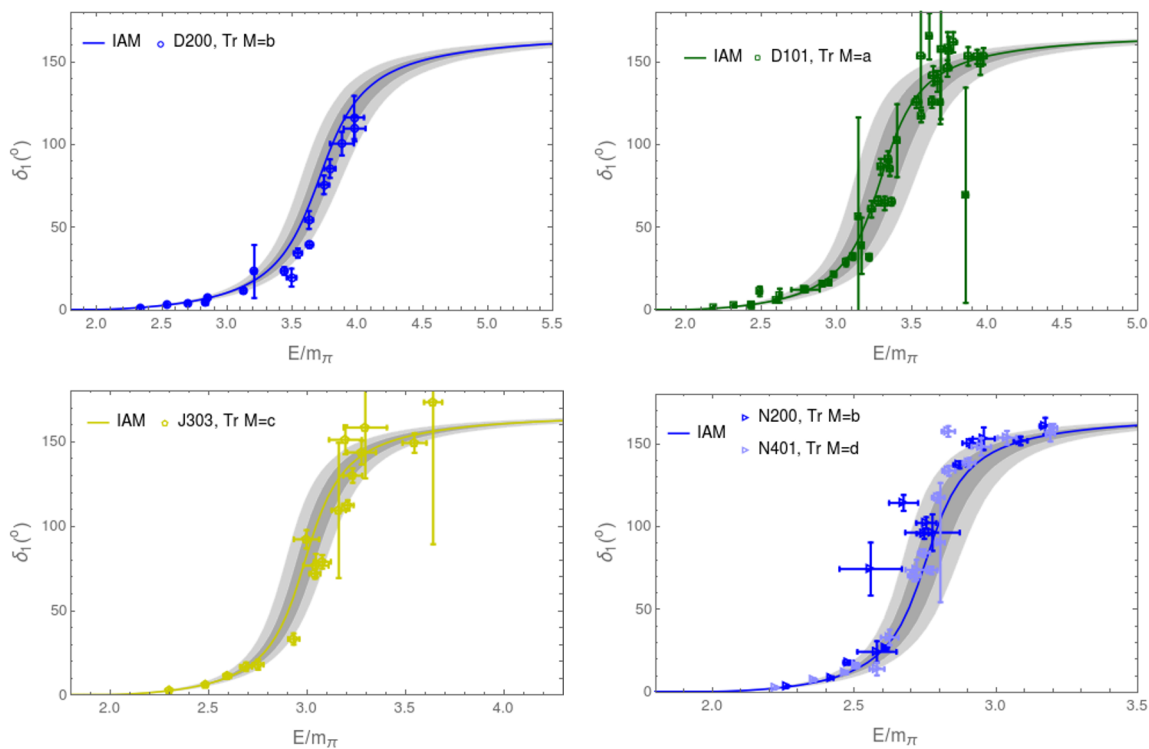 IAM D200, Tr M=b
δ₁(°)
150
100
50
0
2.0 2.5 3.0 3.5 4.0 4.5 5.0 5.5
E/mπ
IAM D101, Tr M=a
δ₁(°)
150
100
50
0
2.0 2.5 3.0 3.5 4.0 4.5 5.0
E/mπ
IAM J303, Tr M=c
δ₁(°)
150
100
50
0
2.0 2.5 3.0 3.5 4.0
E/mπ
N200, Tr M=b
IAM
N401, Tr M=d
δ₁(°)
150
100
50
0
2.0 2.5 3.0 3.5
E/mπ